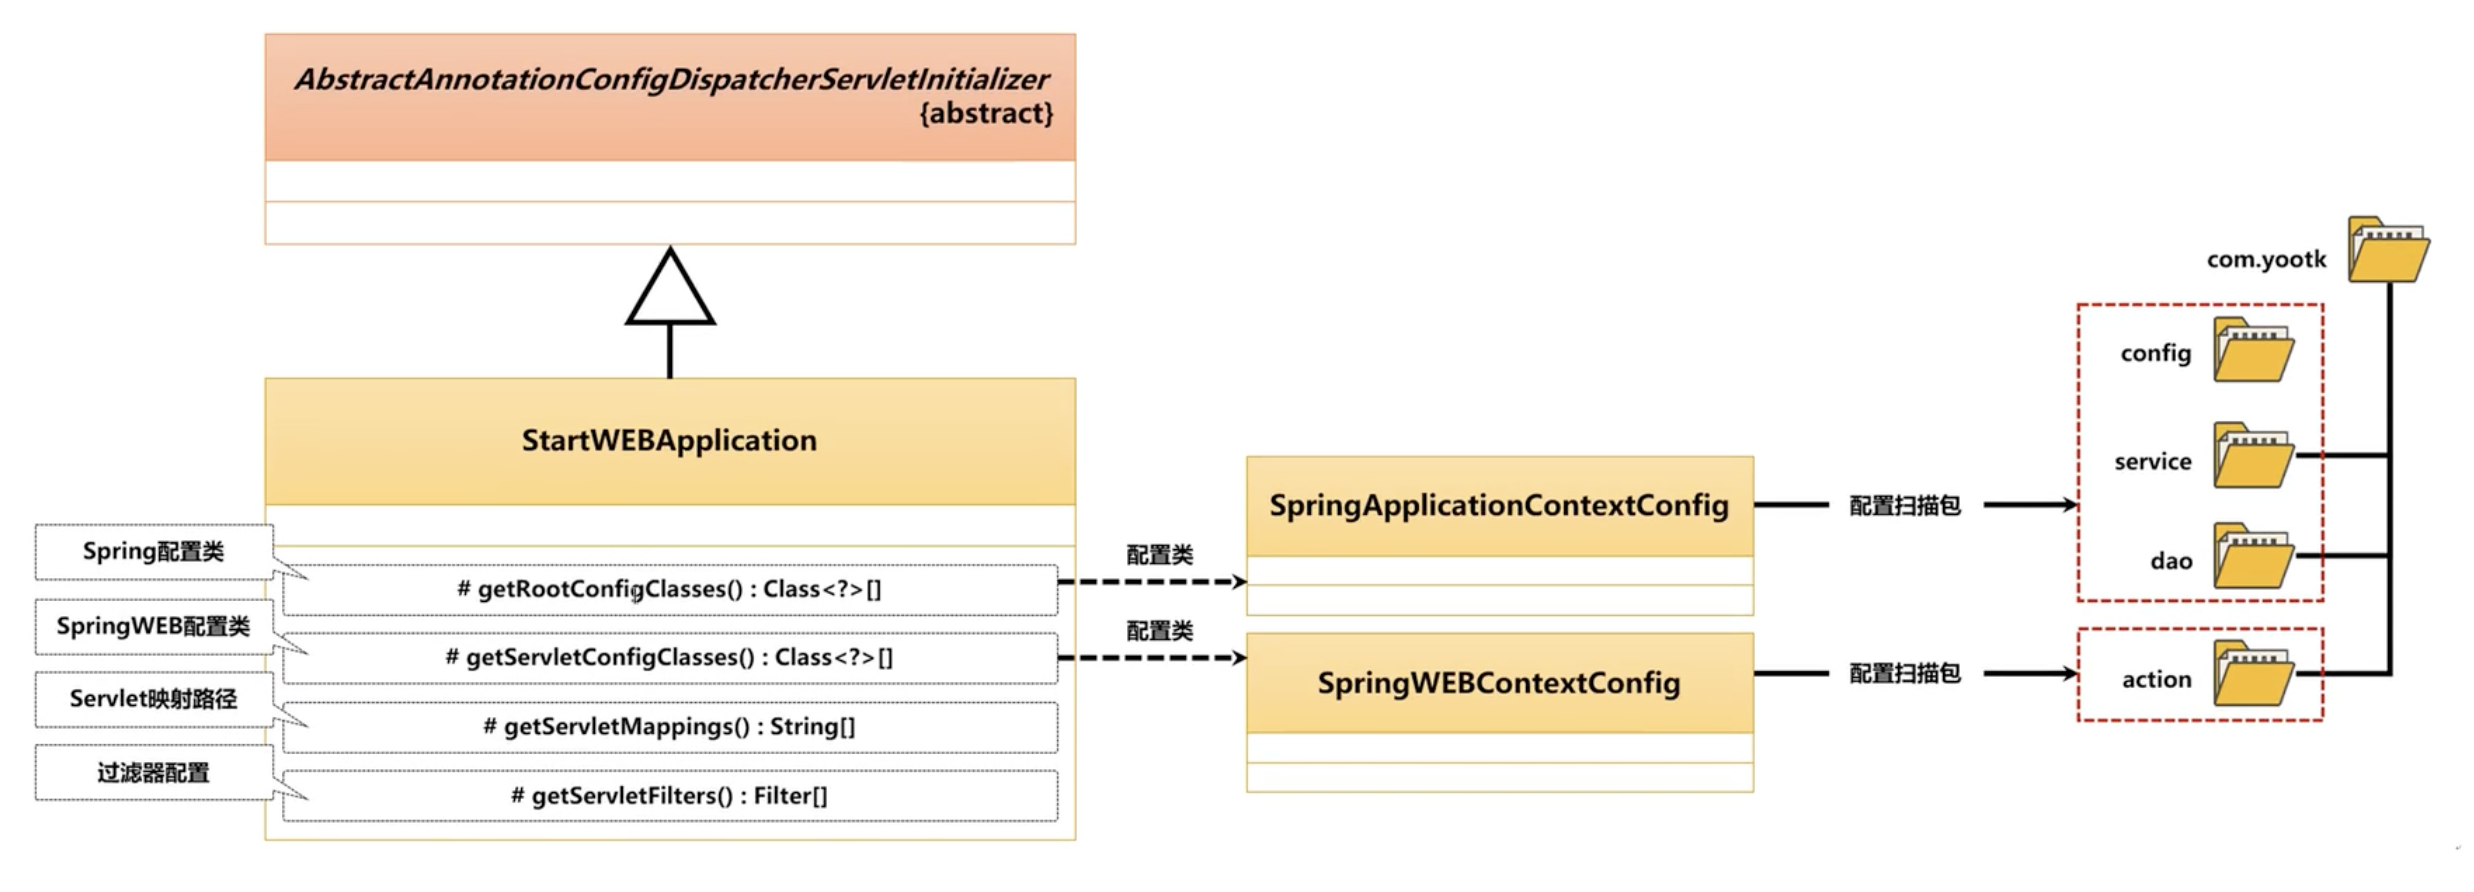 AbstractAnnotationConfigDispatcherServletInitializer
{abstract}
StartWEBApplication
Spring配置类
# getRootConfigClasses() : Class<?>[]
SpringWEB配置类
# getServletConfigClasses() : Class<?>[]
Servlet映射路径
# getServletMappings() : String[]
过滤器配置
# getServletFilters() : Filter[]
配置类
配置类
SpringApplicationContextConfig
SpringWEBContextConfig
配置扫描包
配置扫描包
com.yootk
config
service
dao
action